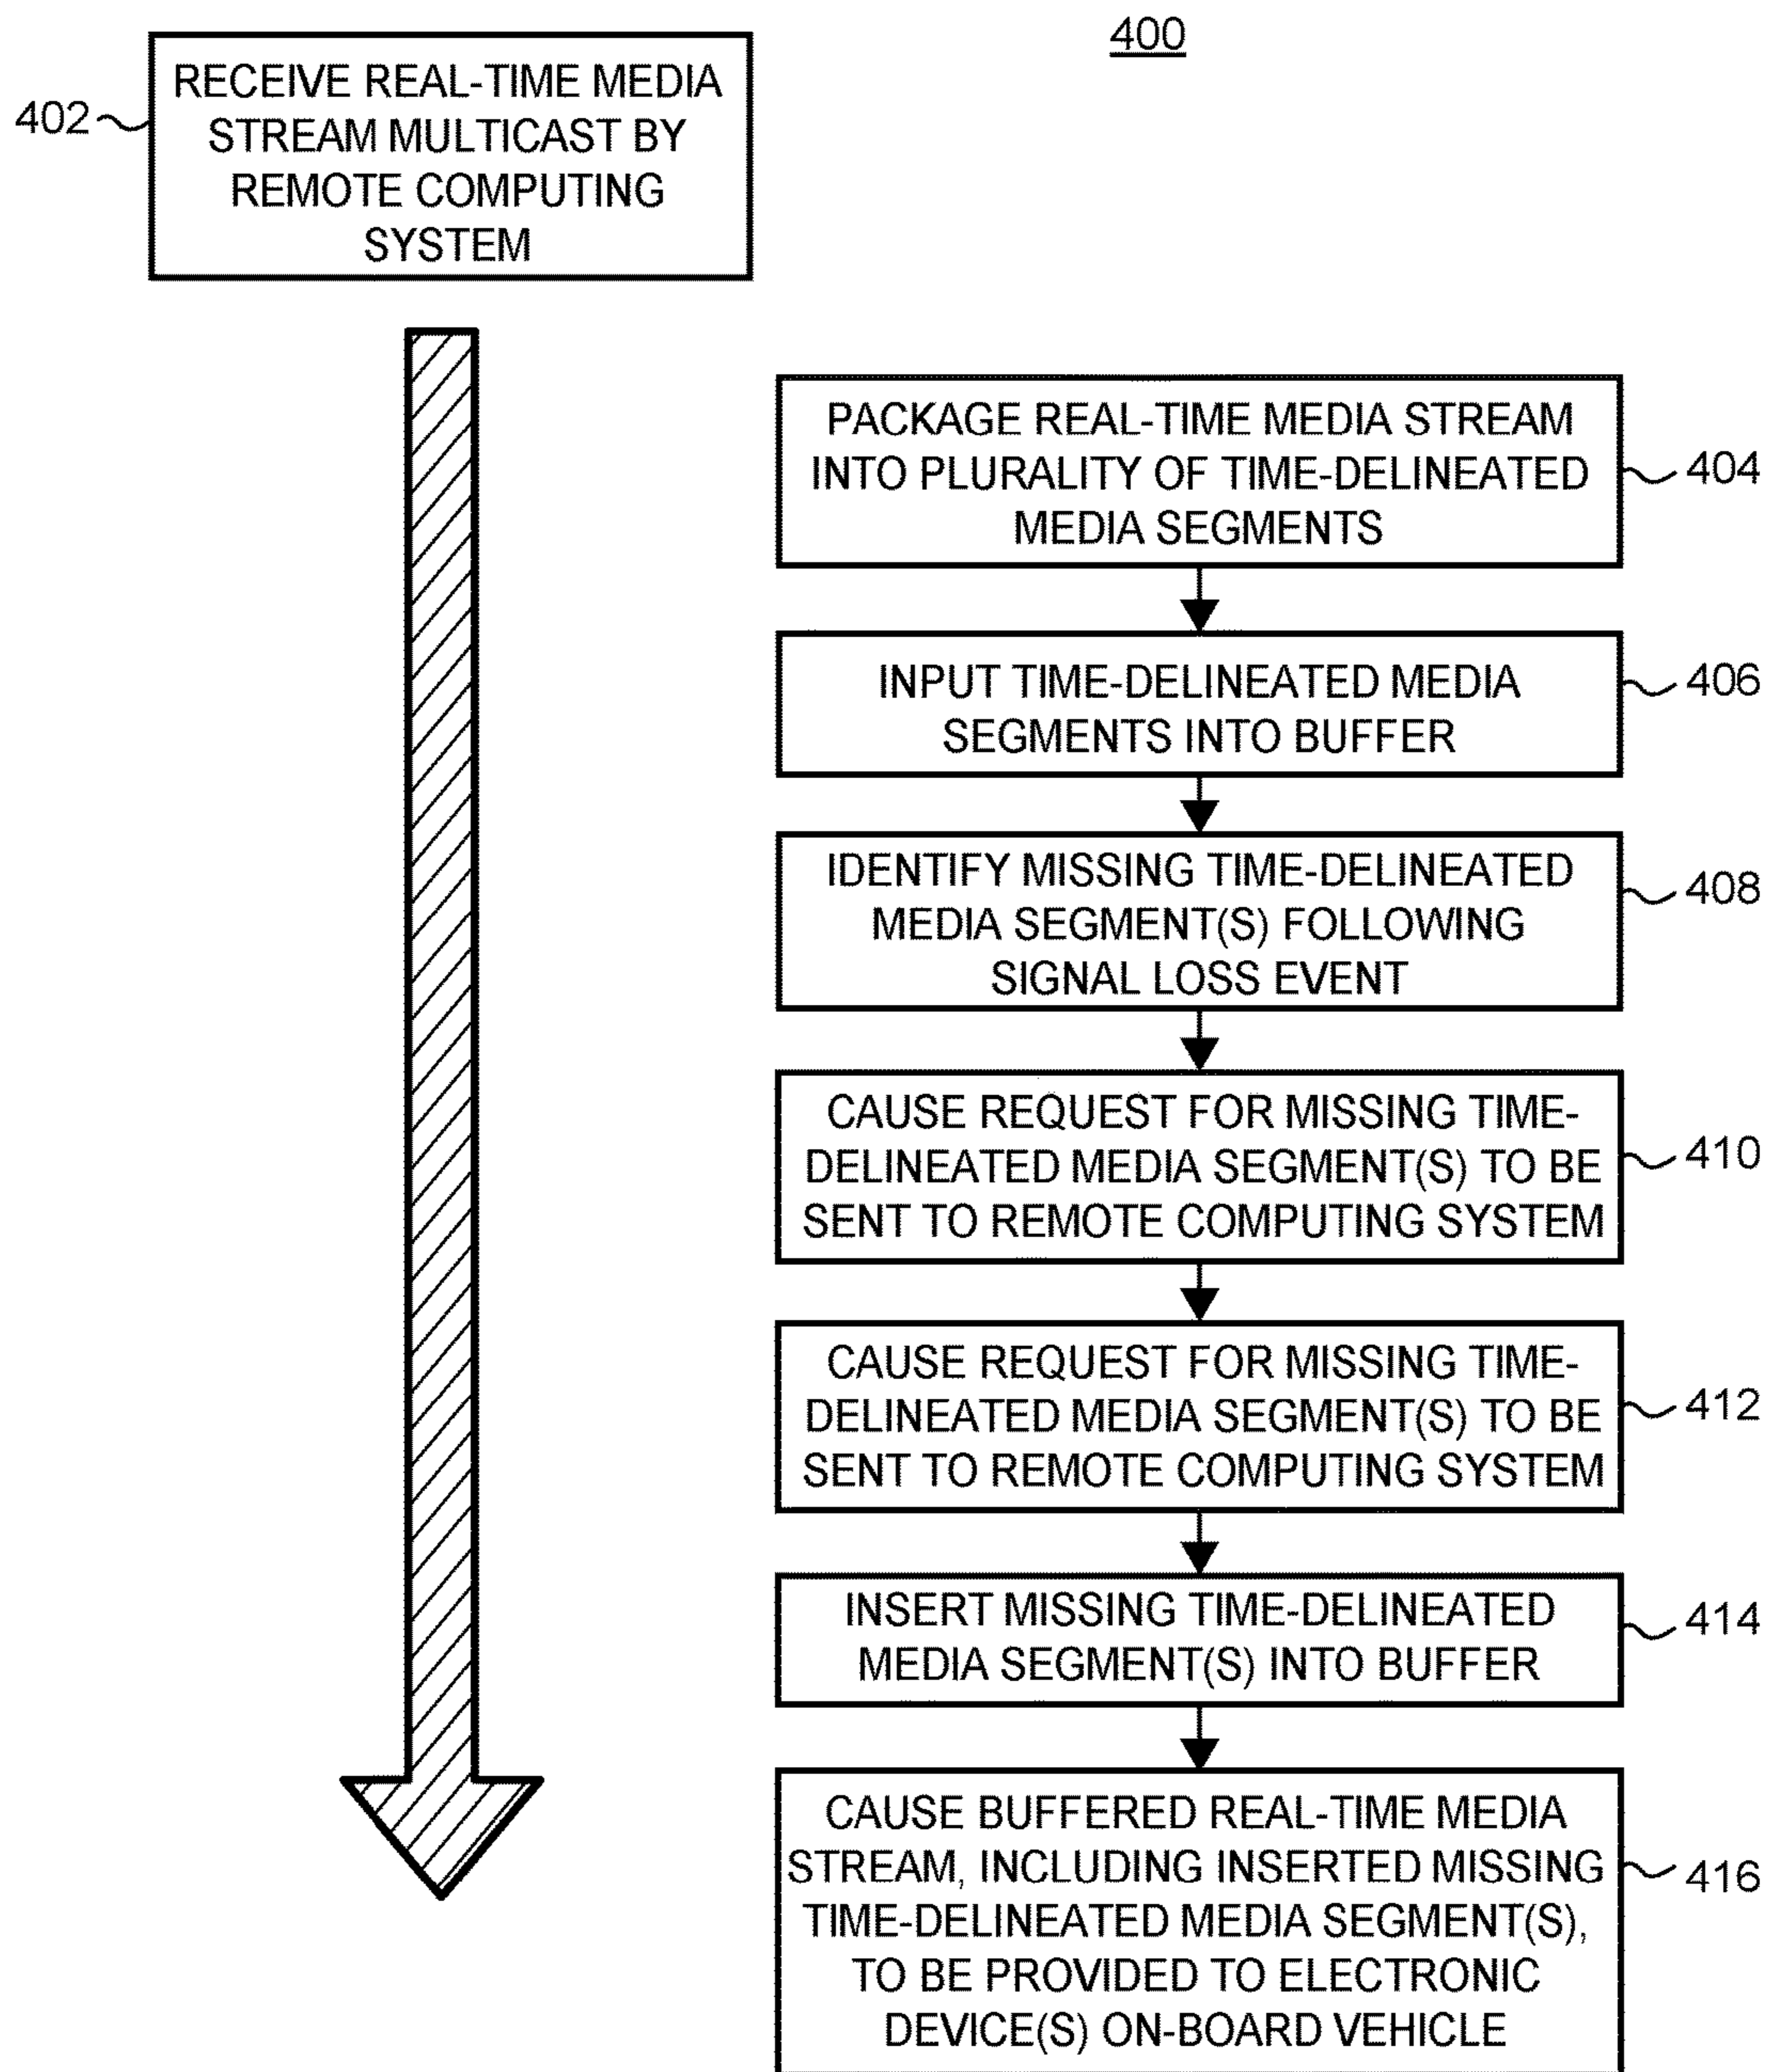 400
RECEIVE REAL-TIME MEDIA
STREAM MULTICAST BY
REMOTE COMPUTING
SYSTEM
402
PACKAGE REAL-TIME MEDIA STREAM
INTO PLURALITY OF TIME-DELINEATED
MEDIA SEGMENTS
404
INPUT TIME-DELINEATED MEDIA
SEGMENTS INTO BUFFER
406
IDENTIFY MISSING TIME-DELINEATED
MEDIA SEGMENT(S) FOLLOWING
SIGNAL LOSS EVENT
408
CAUSE REQUEST FOR MISSING TIME-
DELINEATED MEDIA SEGMENT(S) TO BE
SENT TO REMOTE COMPUTING SYSTEM
410
CAUSE REQUEST FOR MISSING TIME-
DELINEATED MEDIA SEGMENT(S) TO BE
SENT TO REMOTE COMPUTING SYSTEM
412
INSERT MISSING TIME-DELINEATED
MEDIA SEGMENT(S) INTO BUFFER
414
CAUSE BUFFERED REAL-TIME MEDIA
STREAM, INCLUDING INSERTED MISSING
TIME-DELINEATED MEDIA SEGMENT(S),
TO BE PROVIDED TO ELECTRONIC
DEVICE(S) ON-BOARD VEHICLE
416